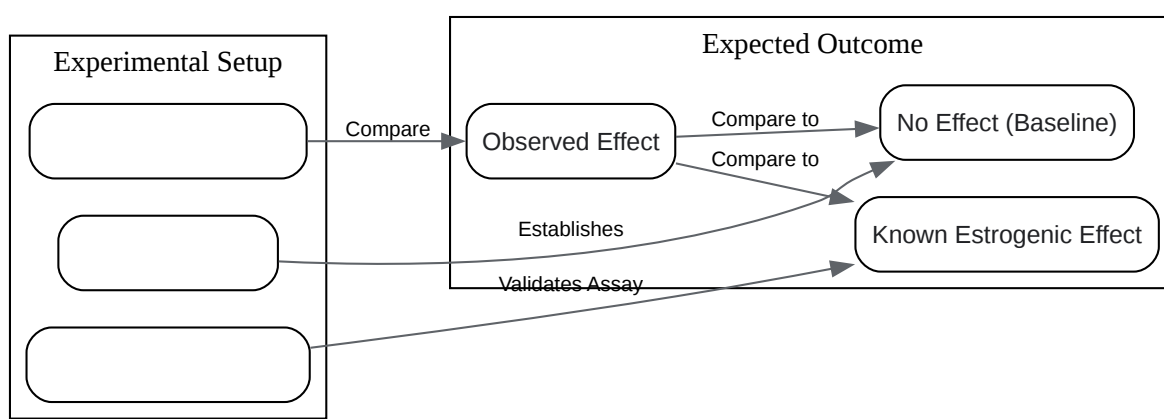 Experimental Setup
Expected Outcome
Compare
Observed Effect
Compare to
No Effect (Baseline)
Compare to
Known Estrogenic Effect
Establishes
Validates Assay